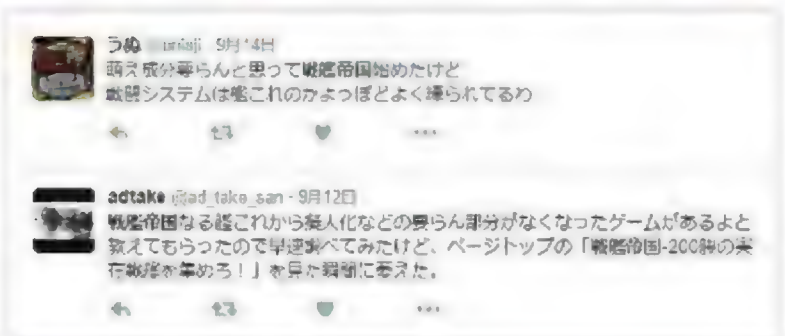 うぬ 9月14日
萌え成分要らんと思って戦艦帝国始めたけど
戦闘システムは艦これのがよっぽどよく練られてるわ
adtake @ad_take_san · 9月12日
戦艦帝国なる艦これから擬人化などの要らん部分がなくなったゲームがあるよと
教えてもらったので早速調べてみたけど、ページトップの「戦艦帝国-200隻の実
在戦艦を集めろ！」を見た瞬間に萎えた。